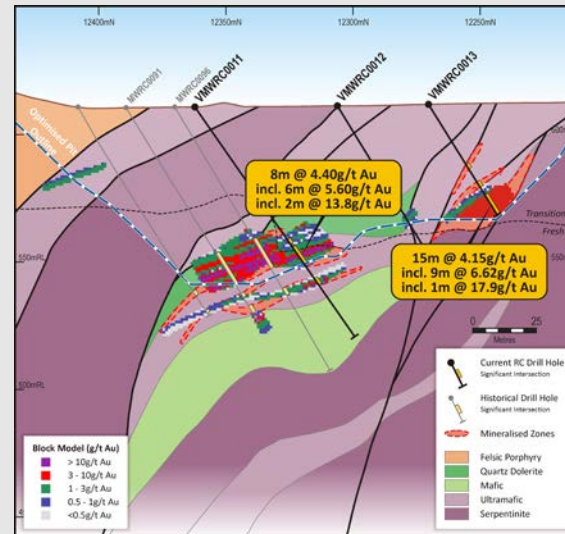 12400mN
12350mN
12300mN
12250mN
MWRC0091
MWRC0096
VMWRC0011
VMWRC0012
VMWRC0013
Optimised Pit
Outline
8m @ 4.40g/t Au
incl. 6m @ 5.60g/t Au
incl. 2m @ 13.8g/t Au
Transition
Fresh
15m @ 4.15g/t Au
incl. 9m @ 6.62g/t Au
incl. 1m @ 17.9g/t Au
550mRL
500mRL
0
25
Metres
Current RC Drill Hole
Significant Intersection
Historical Drill Hole
Significant Intersection
Mineralised Zones
Felsic Porphyry
Quartz Dolerite
Mafic
Ultramafic
Serpentinite
Block Model (g/t Au)
> 10g/t Au
3 - 10g/t Au
1 - 3g/t Au
0.5 - 1g/t Au
<0.5g/t Au